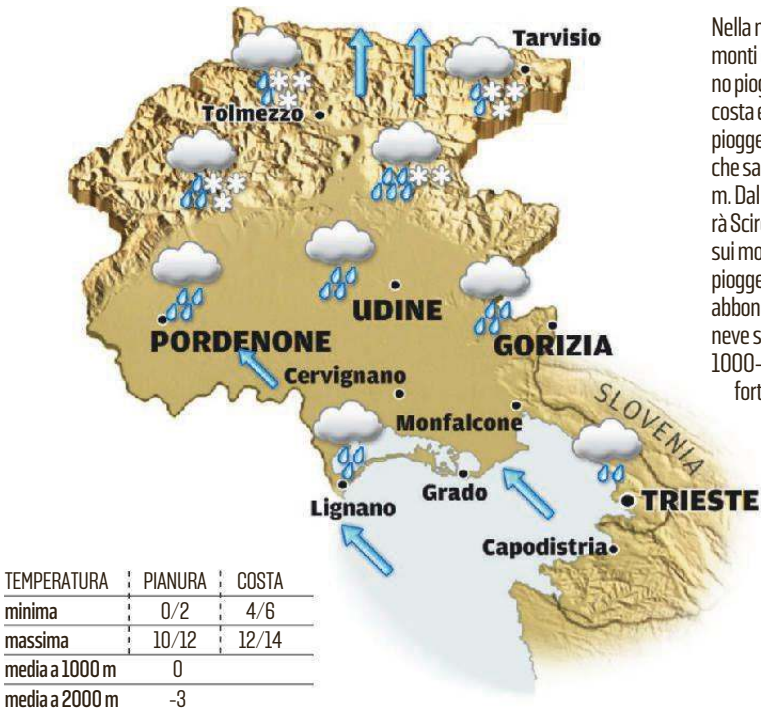 Tarvisio
Tolmezzo
UDINE
PORDENONE
GORIZIA
Cervignano
Monfalcone
SLOVENIA
Lignano
Grado
TRIESTE
Capodistria
TEMPERATURA PIANURA COSTA
minima 0/2 4/6
massima 10/12 12/14
media a 1000 m 0
media a 2000 m -3
Nella
monti
no piog
costa e
piogge
che sa
m. Dal
rà Sciro
sui mo
piogge
abbon
neve s
1000-
fort